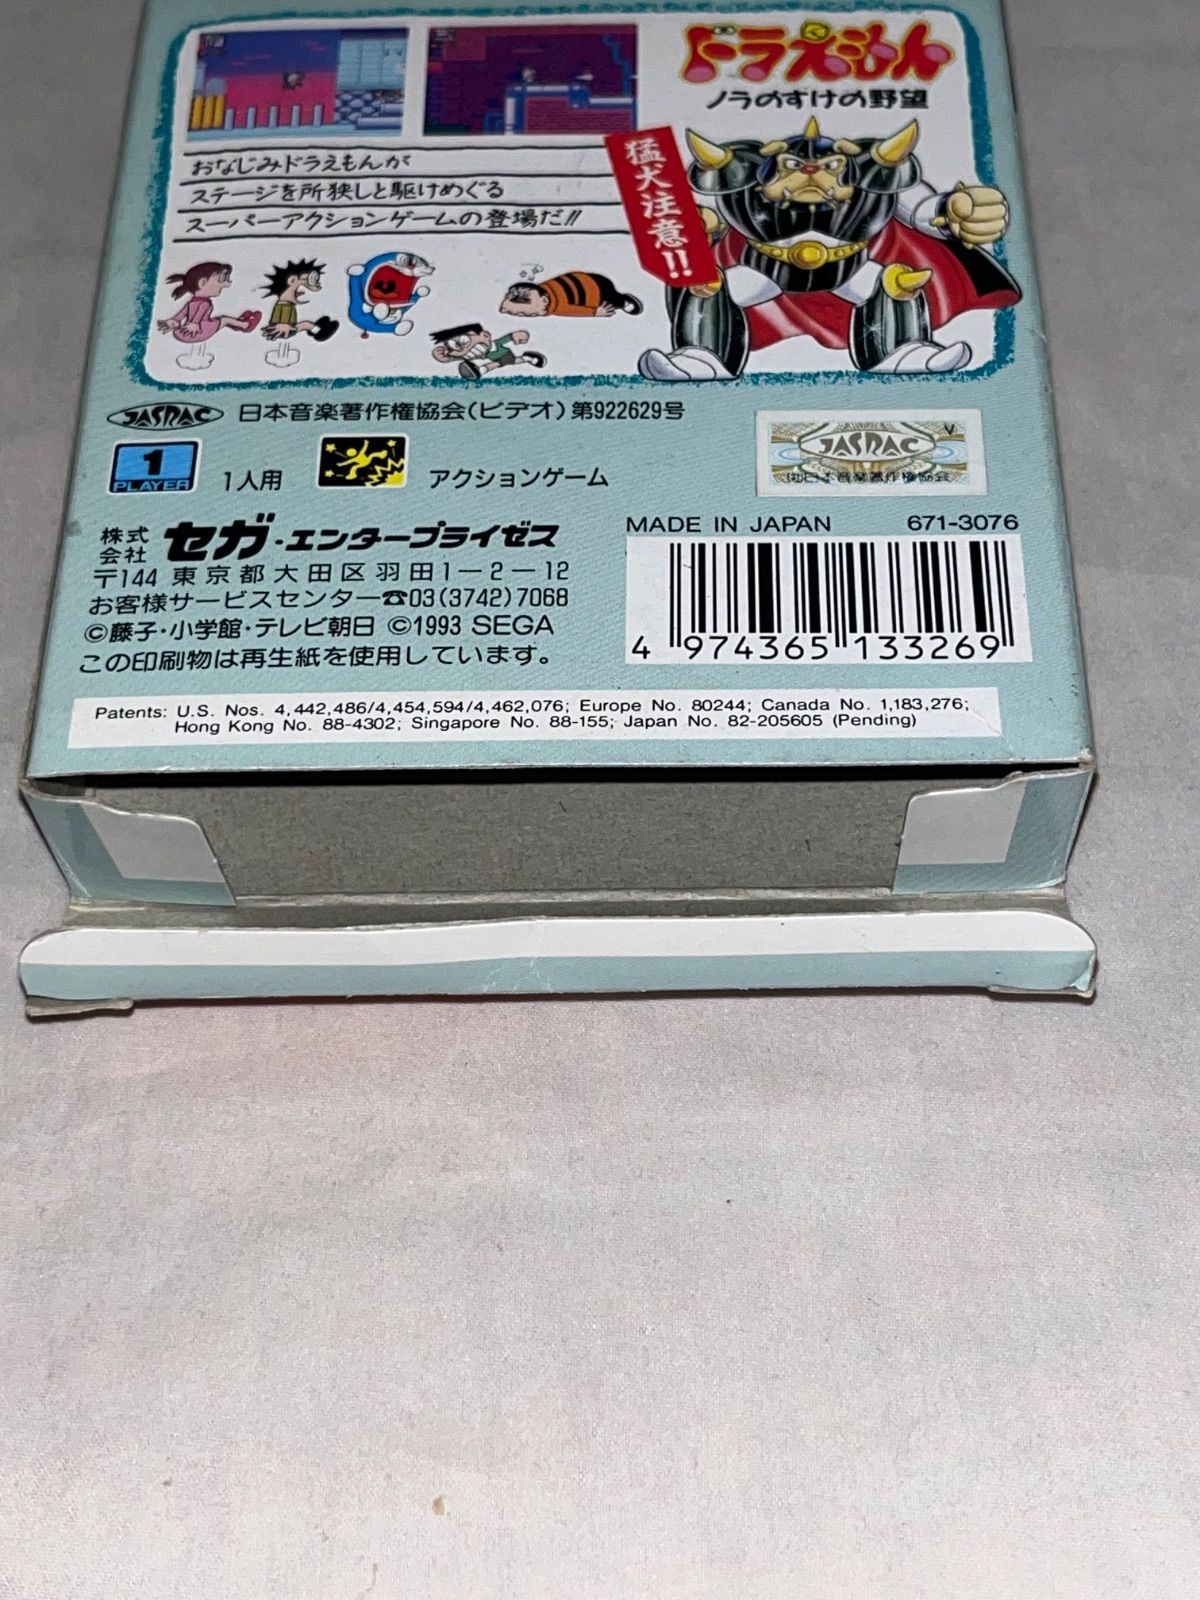 ドラえもん
ノラのすけの野望
猛犬注意!!
おなじみドラえもんが
ステージを所狭しと駆けめぐる
スーパーアクションゲームの登場だ!!
JASRAC 日本音楽著作権協会(ビデオ)第922629号
1 PLAYER 1人用 アクションゲーム
V
JASRAC
(社)日本音楽著作権協会
株式会社 セガ・エンタープライゼス
〒144 東京都大田区羽田1-2-12
お客様サービスセンター☎03(3742)7068
©藤子・小学館・テレビ朝日 ©1993 SEGA
この印刷物は再生紙を使用しています。
MADE IN JAPAN 671-3076
4 974365 133269
Patents: U.S. Nos. 4,442,486/4,454,594/4,462,076; Europe No. 80244; Canada No. 1,183,276;
Hong Kong No. 88-4302; Singapore No. 88-155; Japan No. 82-205605 (Pending)